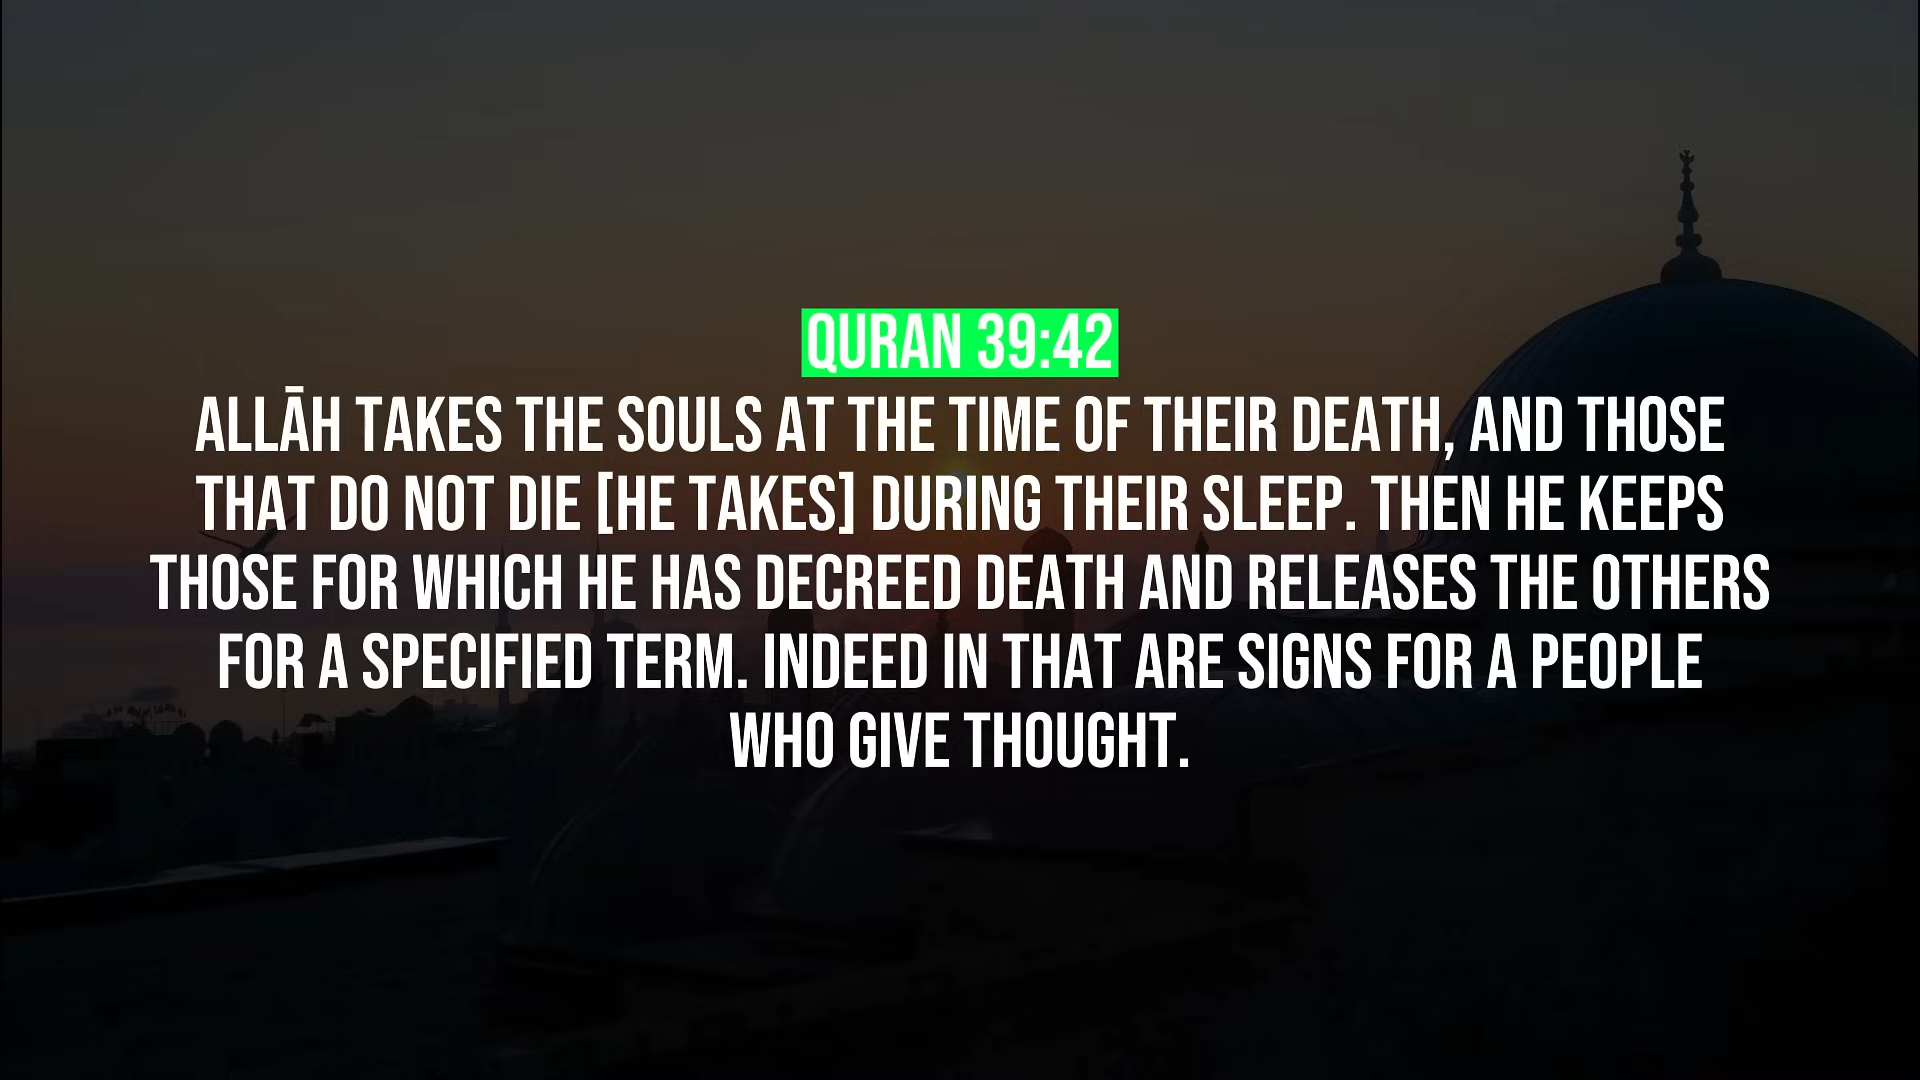 QURAN 39:42
ALLĀH TAKES THE SOULS AT THE TIME OF THEIR DEATH, AND THOSE
THAT DO NOT DIE [HE TAKES] DURING THEIR SLEEP. THEN HE KEEPS
THOSE FOR WHICH HE HAS DECREED DEATH AND RELEASES THE OTHERS
FOR A SPECIFIED TERM. INDEED IN THAT ARE SIGNS FOR A PEOPLE
WHO GIVE THOUGHT.